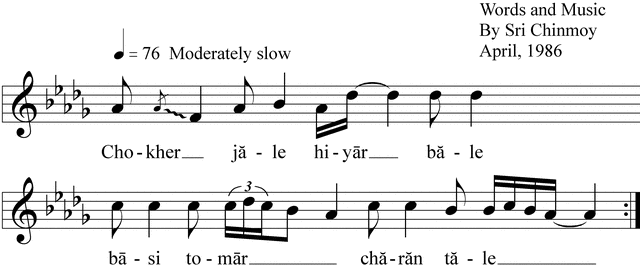 Words and Music
By Sri Chinmoy
April, 1986
= 76 Moderately slow
Cho-kher jă-le hi-yār bă-le
3
bā-si to-mār chă-răn tă-le